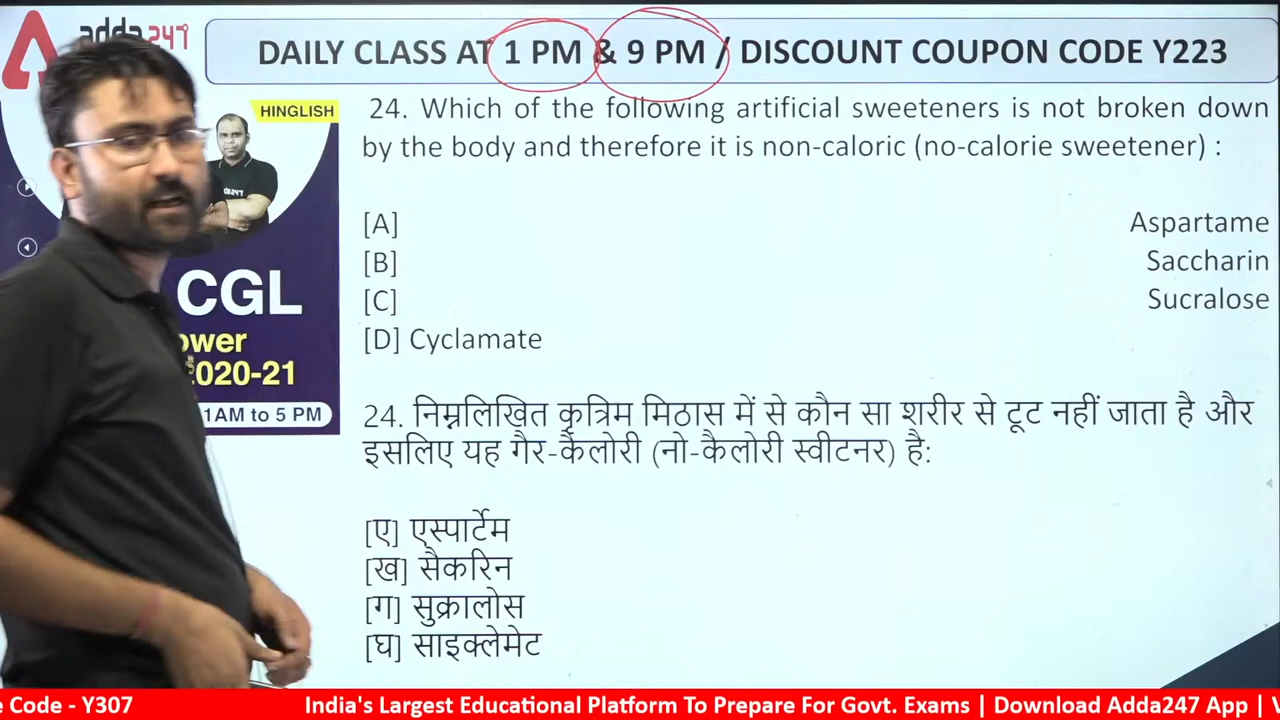 adda247
DAILY CLASS AT 1 PM & 9 PM / DISCOUNT COUPON CODE Y223
HINGLISH
24. Which of the following artificial sweeteners is not broken down
by the body and therefore it is non-caloric (no-calorie sweetener) :
[A] Aspartame
[B] Saccharin
[C] Sucralose
[D] Cyclamate
CGL
2020-21
1AM to 5 PM
24. निम्नलिखित कृत्रिम मिठास में से कौन सा शरीर से टूट नहीं जाता है और
इसलिए यह गैर-कैलोरी (नो-कैलोरी स्वीटनर) है:
[ए] एस्पार्टेम
[ख] सैकरिन
[ग] सुक्रालोस
[घ] साइक्लेमेट
Code - Y307 India's Largest Educational Platform To Prepare For Govt. Exams | Download Adda247 App |